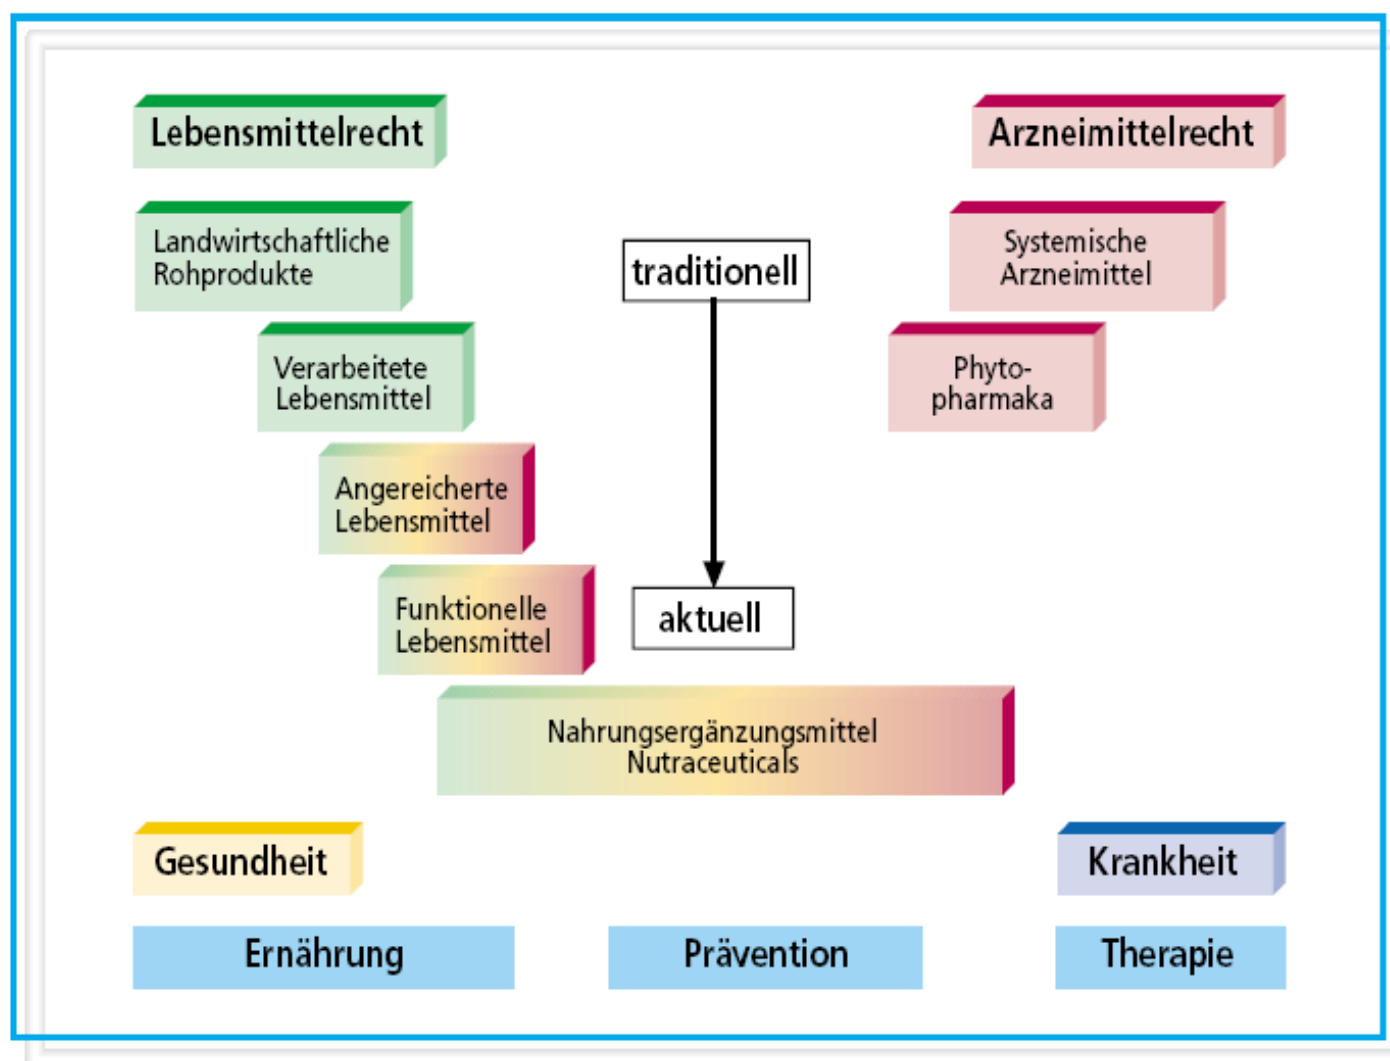 Lebensmittelrecht
Arzneimittelrecht
Landwirtschaftliche
Rohprodukte
traditionell
Systemische
Arzneimittel
Verarbeitete
Lebensmittel
Phyto-
pharmaka
Angereicherte
Lebensmittel
Funktionelle
Lebensmittel
aktuell
Nahrungsergänzungsmittel
Nutraceuticals
Gesundheit
Krankheit
Ernährung
Prävention
Therapie